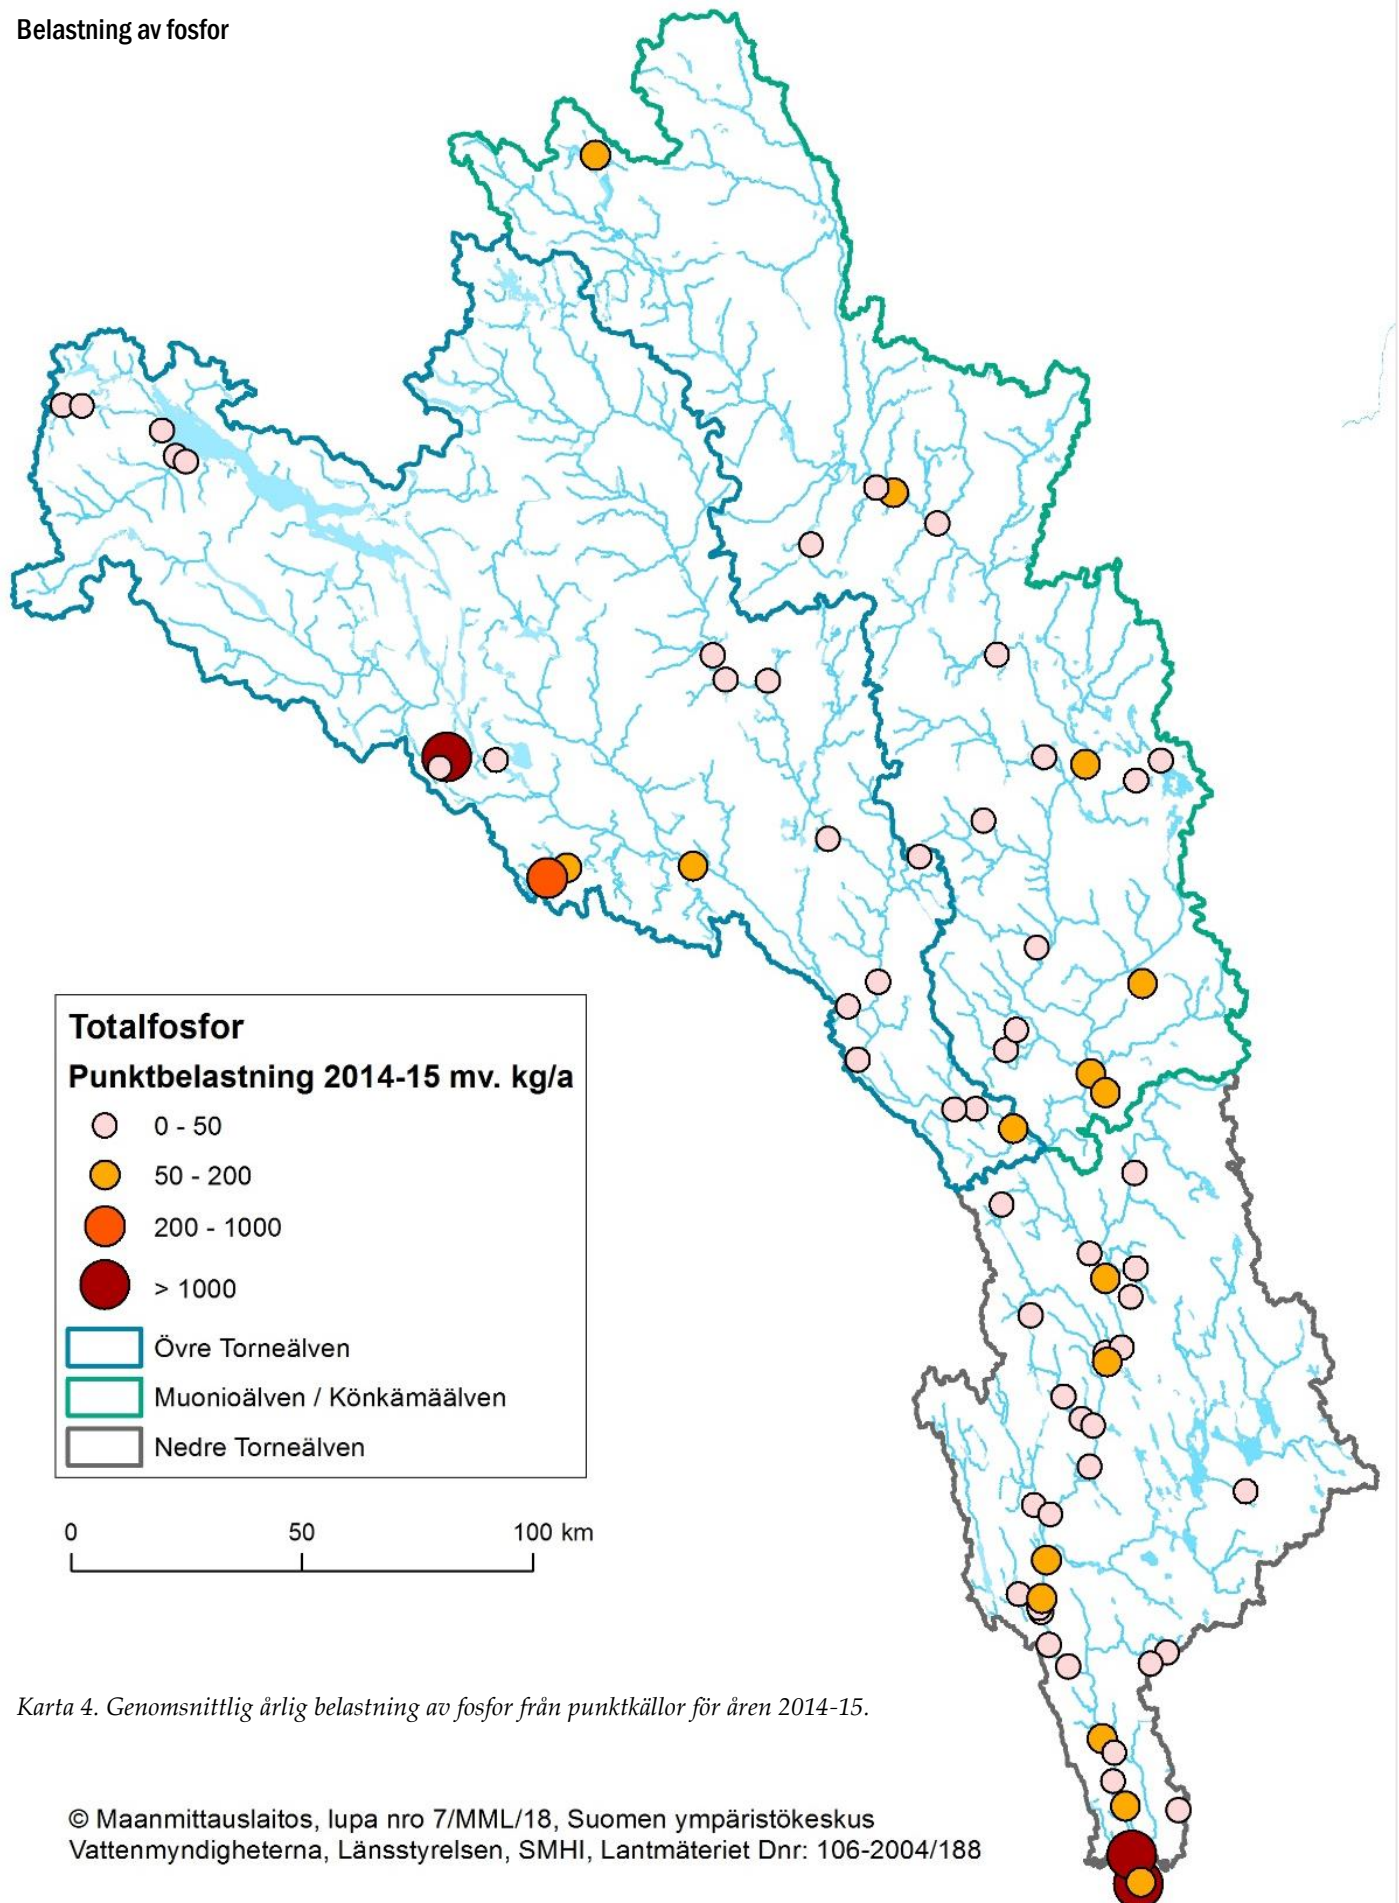 Belastning av fosfor
Totalfosfor
Punktbelastning 2014-15 mv. kg/a
0 - 50
50 - 200
200 - 1000
> 1000
Övre Torneälven
Muonioälven / Könkämäälven
Nedre Torneälven
0 50 100 km
Karta 4. Genomsnittlig årlig belastning av fosfor från punktkällor för åren 2014-15.
© Maanmittauslaitos, lupa nro 7/MML/18, Suomen ympäristökeskus
Vattenmyndigheterna, Länsstyrelsen, SMHI, Lantmäteriet Dnr: 106-2004/188